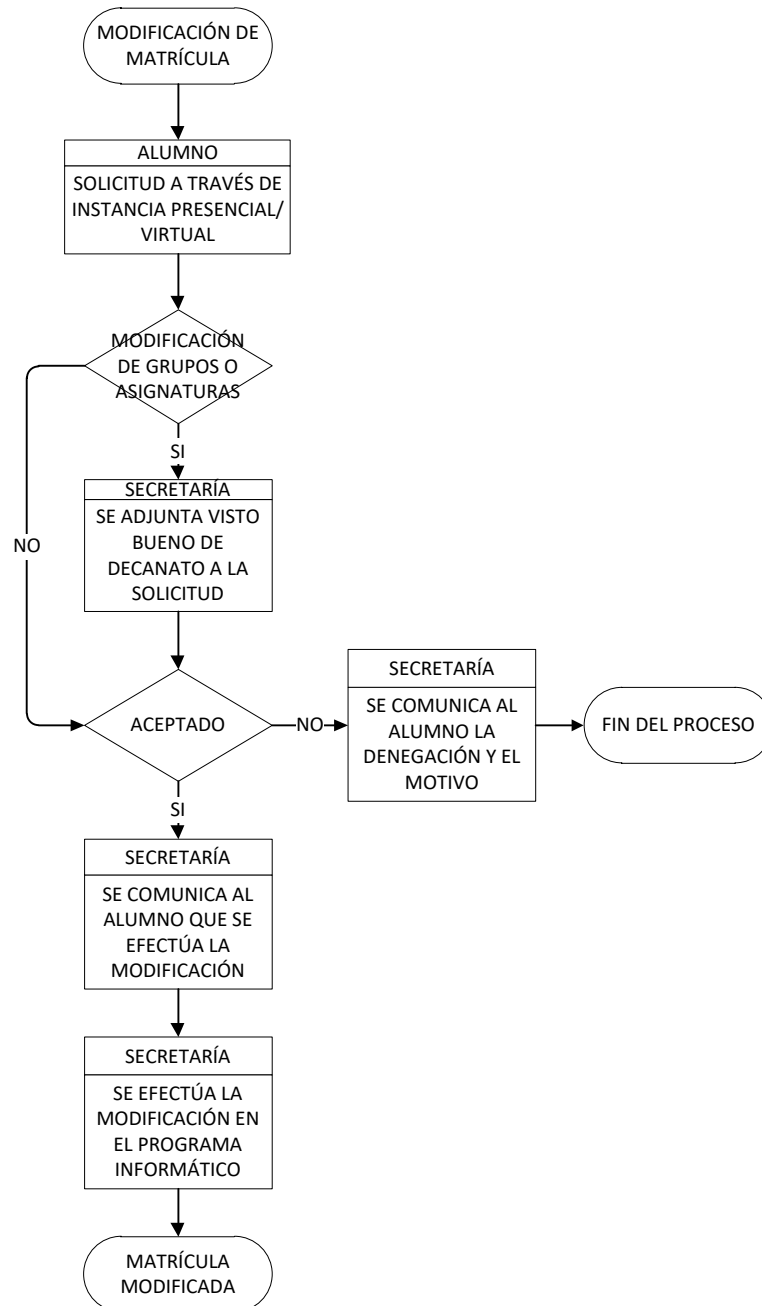 MODIFICACIÓN DE
MATRÍCULA
ALUMNO
SOLICITUD A TRAVÉS DE
INSTANCIA PRESENCIAL/
VIRTUAL
MODIFICACIÓN
DE GRUPOS O
ASIGNATURAS
SI
NO
SECRETARÍA
SE ADJUNTA VISTO
BUENO DE
DECANATO A LA
SOLICITUD
ACEPTADO
NO
SECRETARÍA
SE COMUNICA AL
ALUMNO LA
DENEGACIÓN Y EL
MOTIVO
FIN DEL PROCESO
SI
SECRETARÍA
SE COMUNICA AL
ALUMNO QUE SE
EFECTÚA LA
MODIFICACIÓN
SECRETARÍA
SE EFECTÚA LA
MODIFICACIÓN EN
EL PROGRAMA
INFORMÁTICO
MATRÍCULA
MODIFICADA